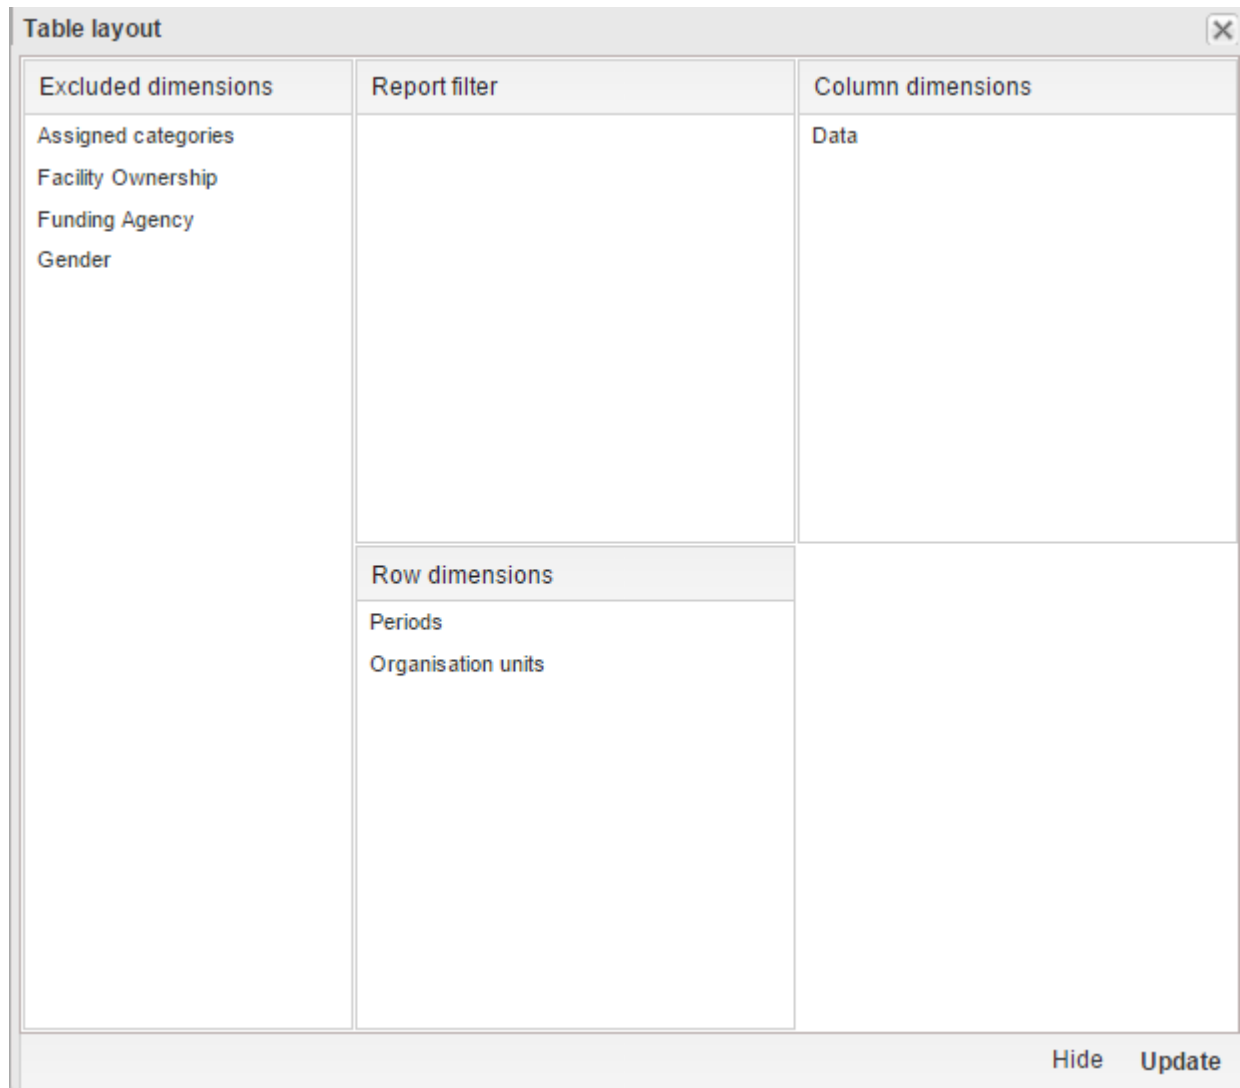 Table layout
Excluded dimensions
Assigned categories
Facility Ownership
Funding Agency
Gender
Report filter
Column dimensions
Data
Row dimensions
Periods
Organisation units
Hide
Update